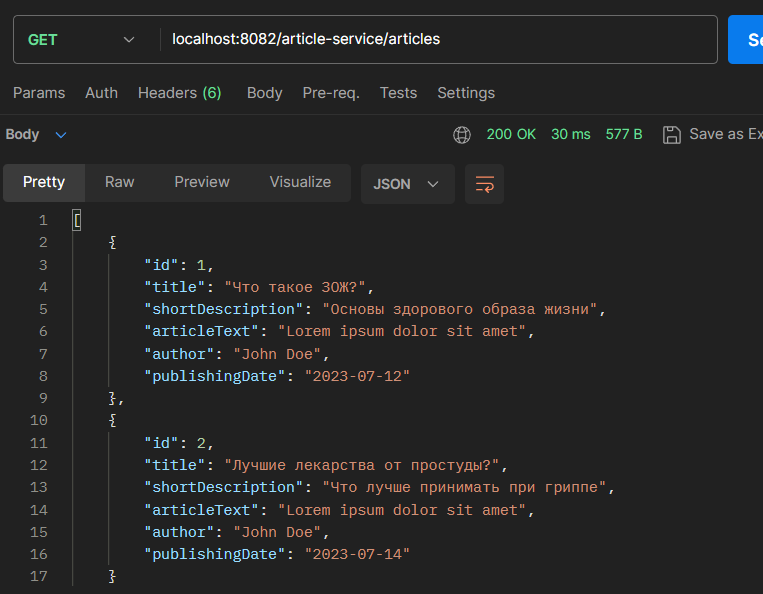 GET localhost:8082/article-service/articles
Params Auth Headers (6) Body Pre-req. Tests Settings
Body 200 OK 30 ms 577 B Save as Ex
Pretty Raw Preview Visualize JSON
1 [
2 {
3 "id": 1,
4 "title": "Что такое ЗОЖ?",
5 "shortDescription": "Основы здорового образа жизни",
6 "articleText": "Lorem ipsum dolor sit amet",
7 "author": "John Doe",
8 "publishingDate": "2023-07-12"
9 },
10 {
11 "id": 2,
12 "title": "Лучшие лекарства от простуды?",
13 "shortDescription": "Что лучше принимать при гриппе",
14 "articleText": "Lorem ipsum dolor sit amet",
15 "author": "John Doe",
16 "publishingDate": "2023-07-14"
17 }